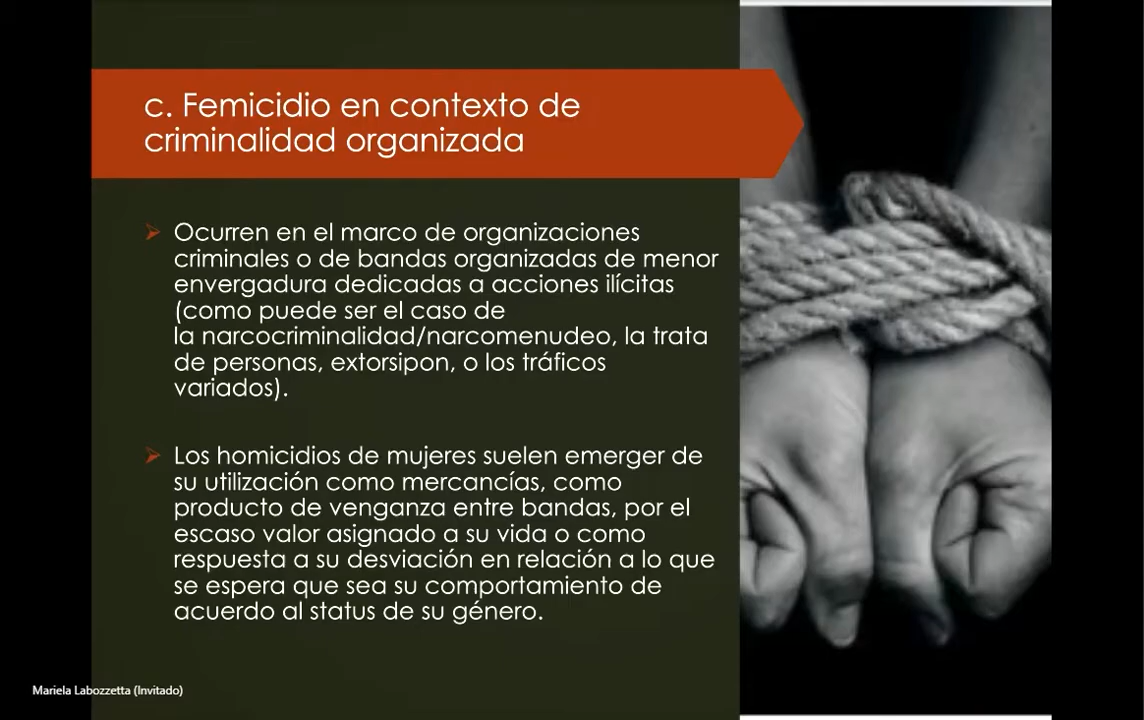 c. Femicidio en contexto de
criminalidad organizada
➢ Ocurren en el marco de organizaciones
criminales o de bandas organizadas de menor
envergadura dedicadas a acciones ilícitas
(como puede ser el caso de
la narcocriminalidad/narcomenudeo, la trata
de personas, extorsipon, o los tráficos
variados).
➢ Los homicidios de mujeres suelen emerger de
su utilización como mercancías, como
producto de venganza entre bandas, por el
escaso valor asignado a su vida o como
respuesta a su desviación en relación a lo que
se espera que sea su comportamiento de
acuerdo al status de su género.
Mariela Labozzetta (Invitado)